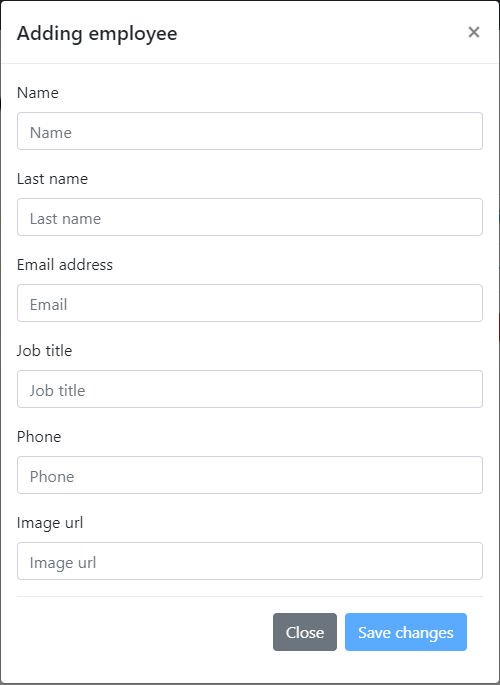 Adding employee ×
Name
Name
Last name
Last name
Email address
Email
Job title
Job title
Phone
Phone
Image url
Image url
Close Save changes